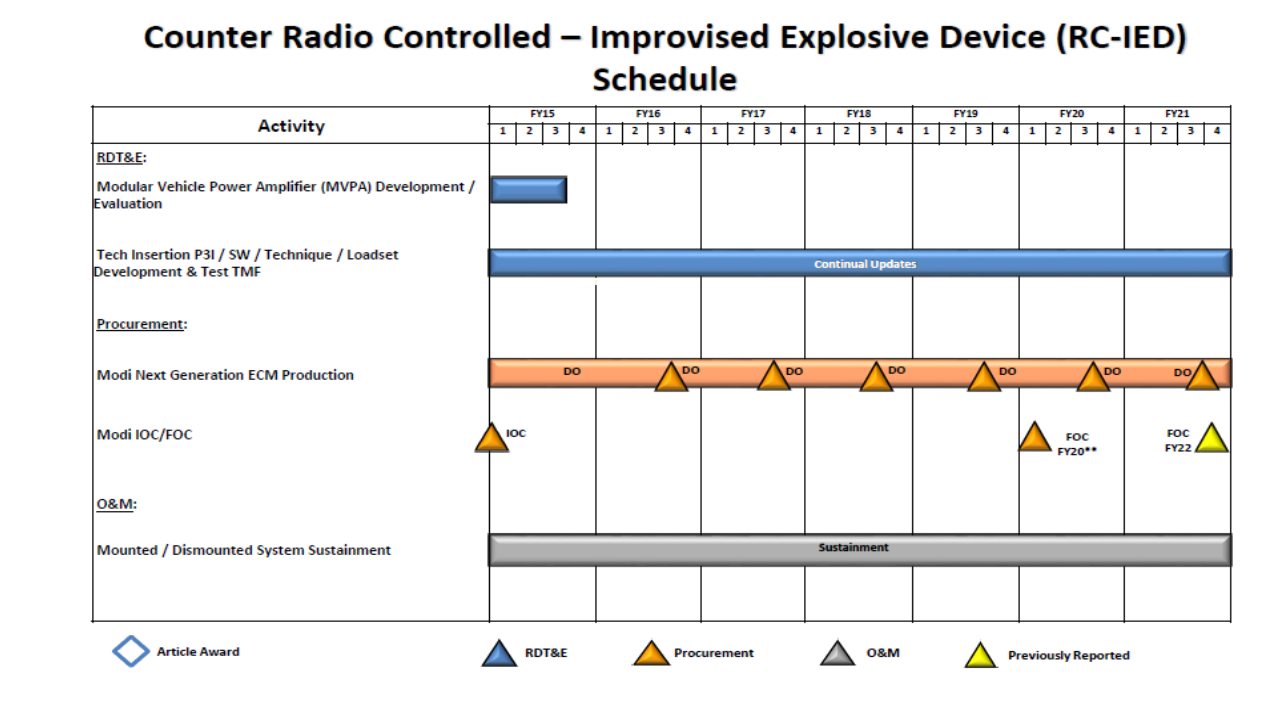 Counter Radio Controlled – Improvised Explosive Device (RC-IED)
Schedule
Activity
FY15 FY16 FY17 FY18 FY19 FY20 FY21
1 2 3 4 1 2 3 4 1 2 3 4 1 2 3 4 1 2 3 4 1 2 3 4 1 2 3 4
RDT&E:
Modular Vehicle Power Amplifier (MVPA) Development /
Evaluation
Tech Insertion P3I / SW / Technique / Loadset
Development & Test TMF
Continual Updates
Procurement:
Modi Next Generation ECM Production
DO DO DO DO DO DO DO
Modi IOC/FOC
IOC
FOC
FY20**
FOC
FY22
O&M:
Mounted / Dismounted System Sustainment
Sustainment
Article Award
RDT&E
Procurement
O&M
Previously Reported